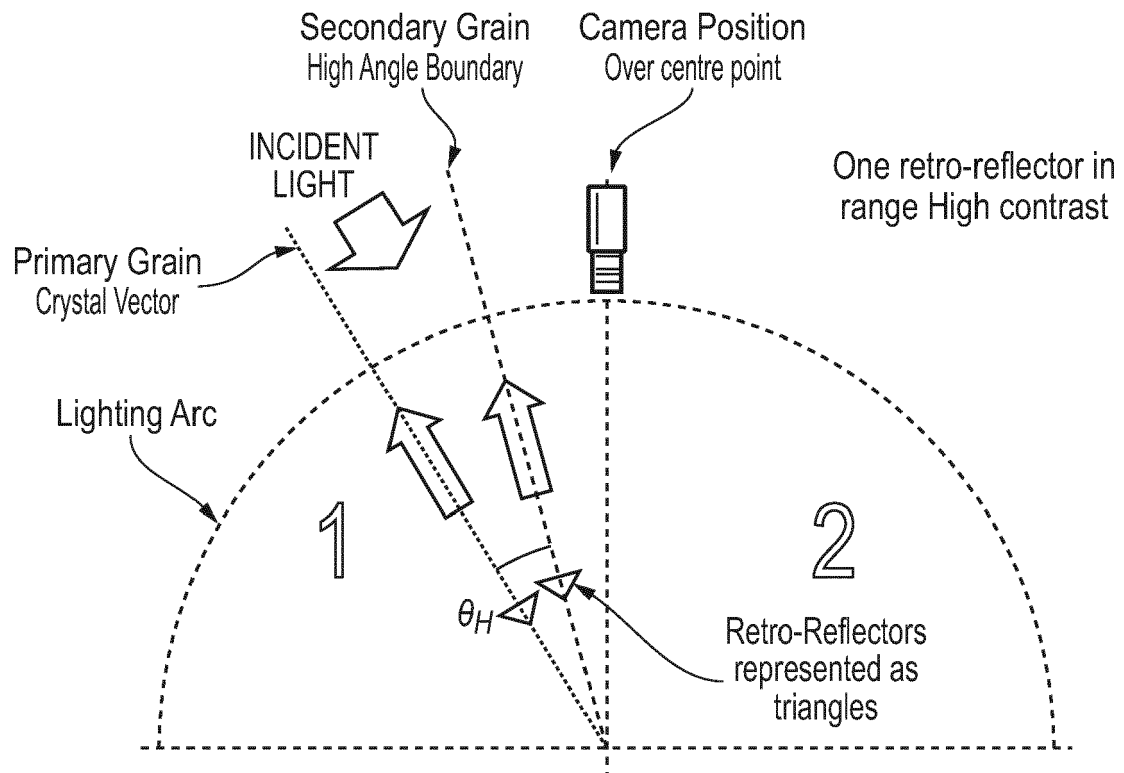 Secondary Grain
High Angle Boundary
Camera Position
Over centre point
INCIDENT
LIGHT
One retro-reflector in
range High contrast
Primary Grain
Crystal Vector
Lighting Arc
1
2
θH
Retro-Reflectors
represented as
triangles